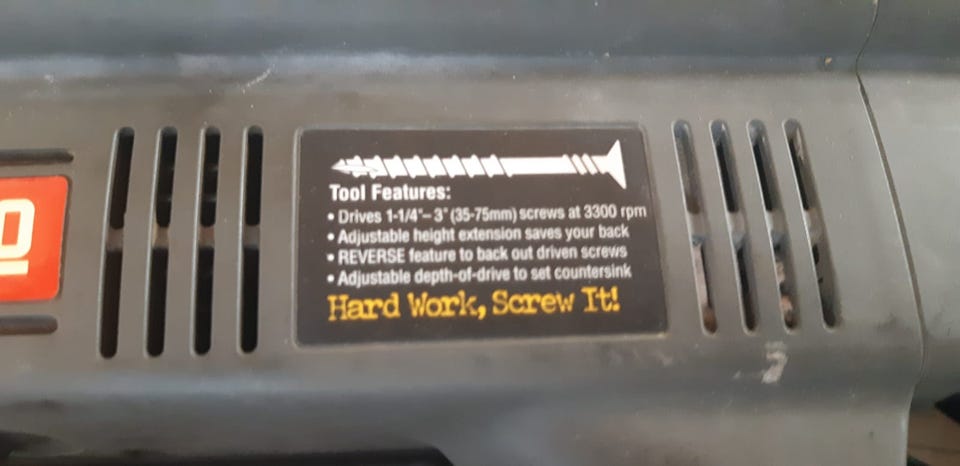 O
Tool Features:
• Drives 1-1/4"– 3" (35-75mm) screws at 3300 rpm
• Adjustable height extension saves your back
• REVERSE feature to back out driven screws
• Adjustable depth-of-drive to set countersink
Hard Work, Screw It!